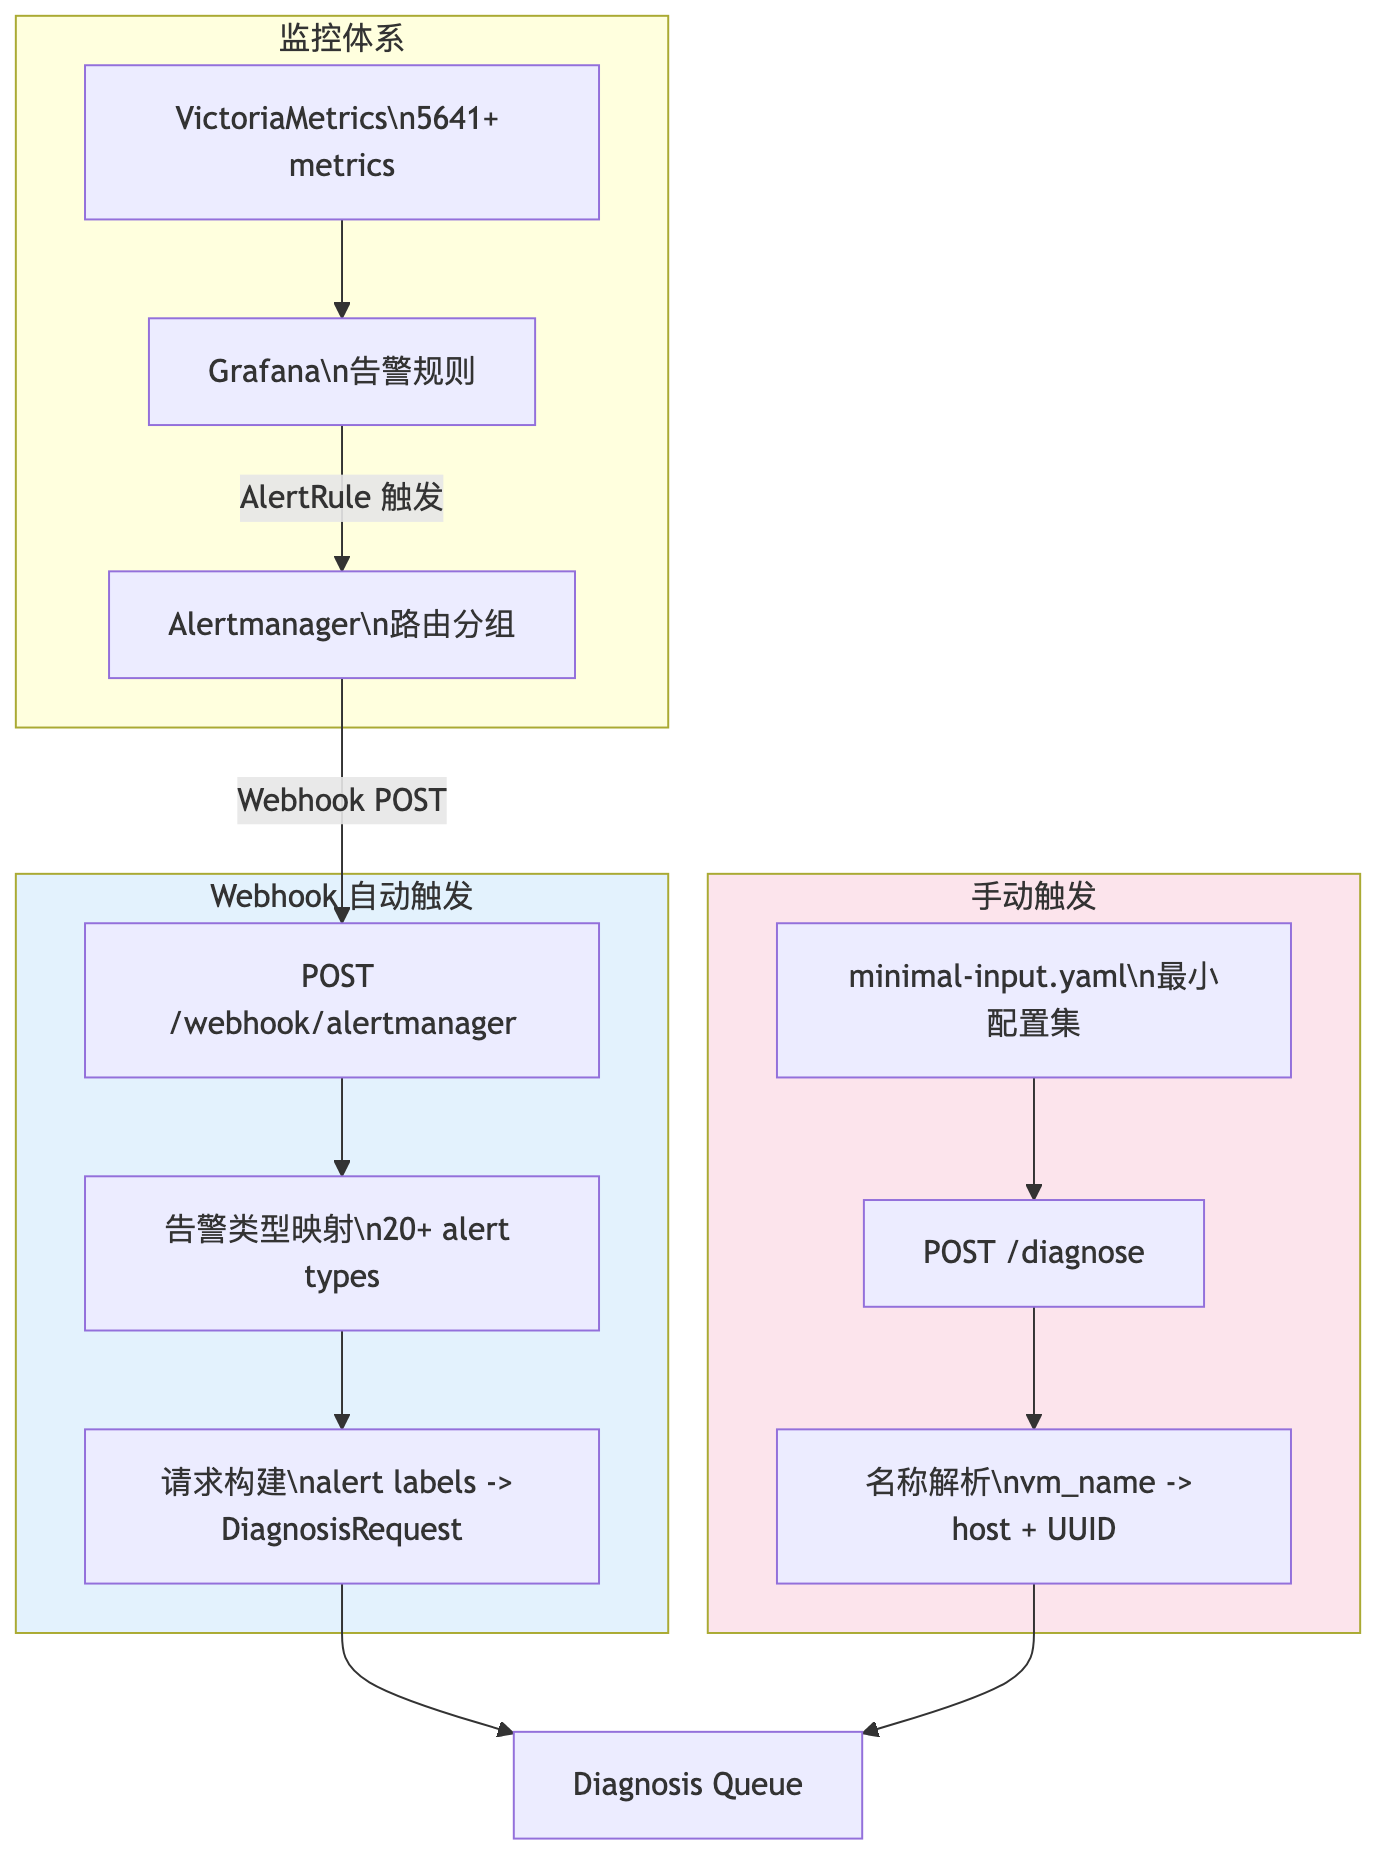 监控体系
VictoriaMetrics\n5641+
metrics
Grafana\n告警规则
AlertRule 触发
Alertmanager\n路由分组
Webhook POST
Webhook 自动触发
POST
/webhook/alertmanager
告警类型映射\n20+ alert
types
请求构建\nalert labels ->
DiagnosisRequest
手动触发
minimal-input.yaml\n最小
配置集
POST /diagnose
名称解析\nvm_name ->
host + UUID
Diagnosis Queue